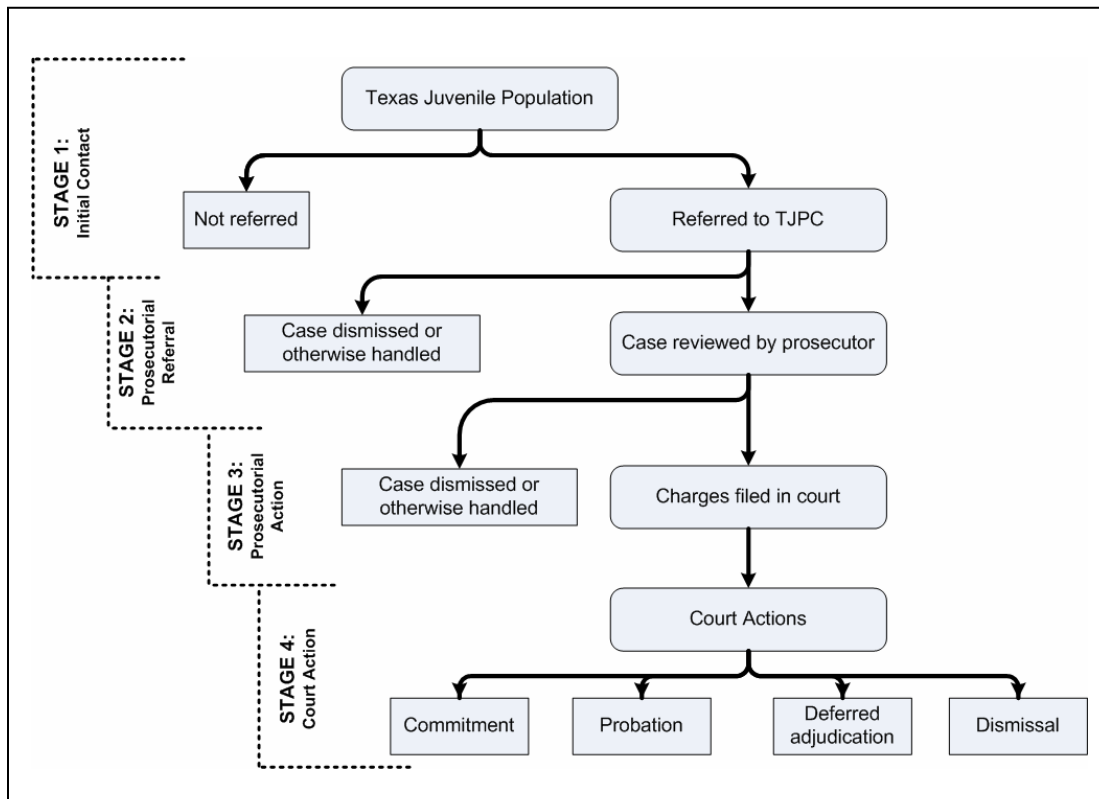 Texas Juvenile Population
STAGE 1:
Initial Contact
Not referred
Referred to TJPC
STAGE 2:
Prosecutorial
Referral
Case dismissed or
otherwise handled
Case reviewed by prosecutor
STAGE 3:
Prosecutorial
Action
Case dismissed or
otherwise handled
Charges filed in court
STAGE 4:
Court Action
Court Actions
Commitment
Probation
Deferred
adjudication
Dismissal